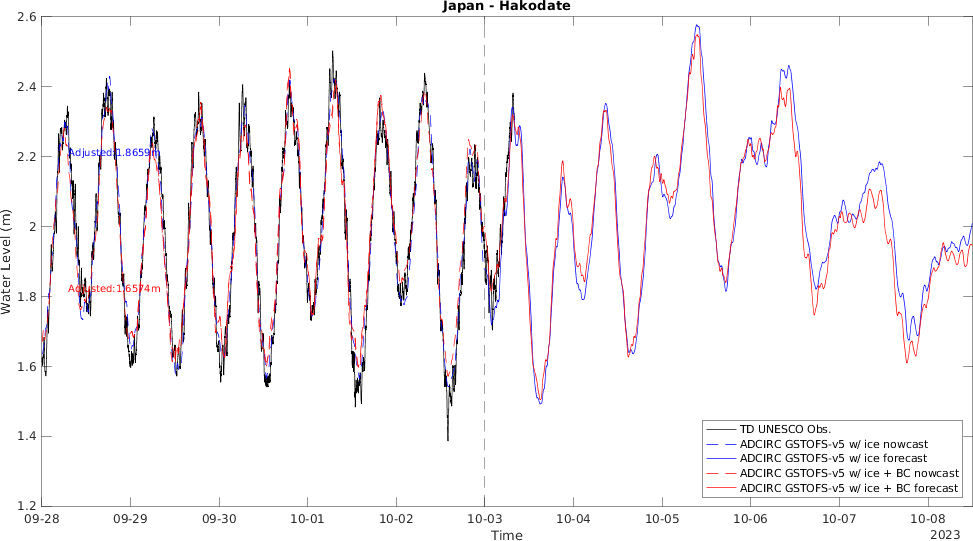 Japan - Hakodate
Water Level (m)
2.6
2.4
2.2
2
1.8
1.6
1.4
1.2
Adjusted:1.8659m
Adjusted:1.6574m
TD UNESCO Obs.
ADCIRC GSTOFS-v5 w/ ice nowcast
ADCIRC GSTOFS-v5 w/ ice forecast
ADCIRC GSTOFS-v5 w/ ice + BC nowcast
ADCIRC GSTOFS-v5 w/ ice + BC forecast
09-28 09-29 09-30 10-01 10-02 10-03 10-04 10-05 10-06 10-07 10-08
Time
2023